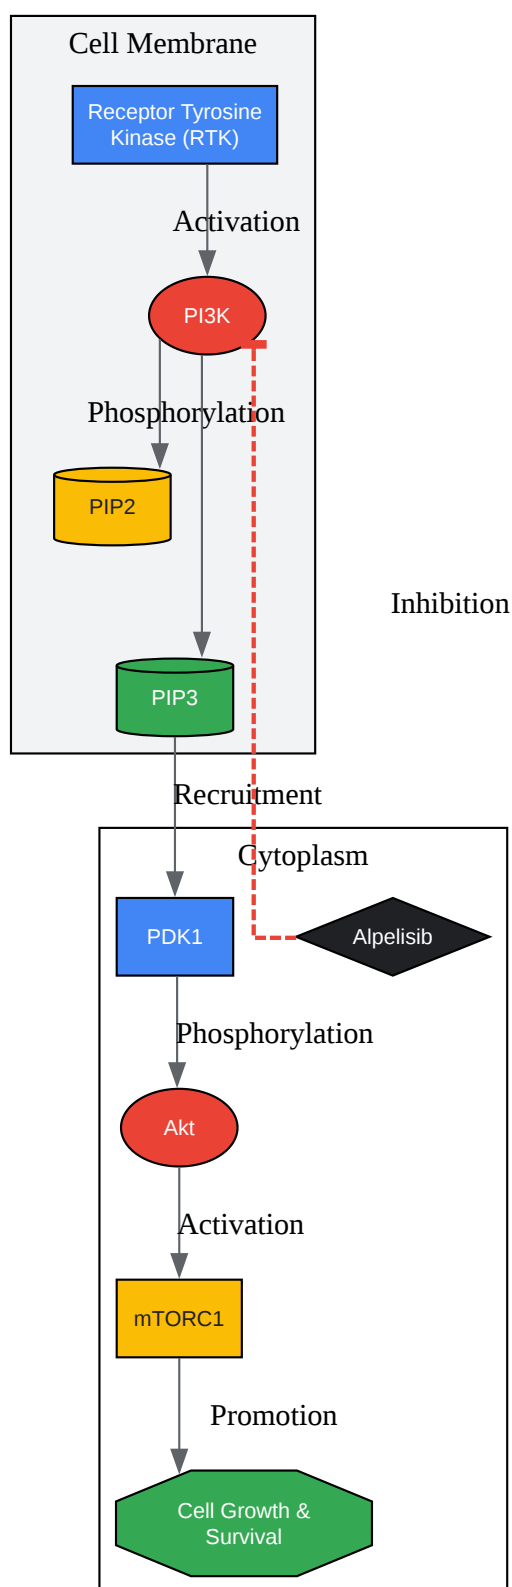 Cell Membrane
Receptor Tyrosine
Kinase (RTK)
Activation
PI3K
Phosphorylation
PIP2
Inhibition
PIP3
Recruitment
Cytoplasm
PDK1
Alpelisib
Phosphorylation
Akt
Activation
mTORC1
Promotion
Cell Growth &
Survival